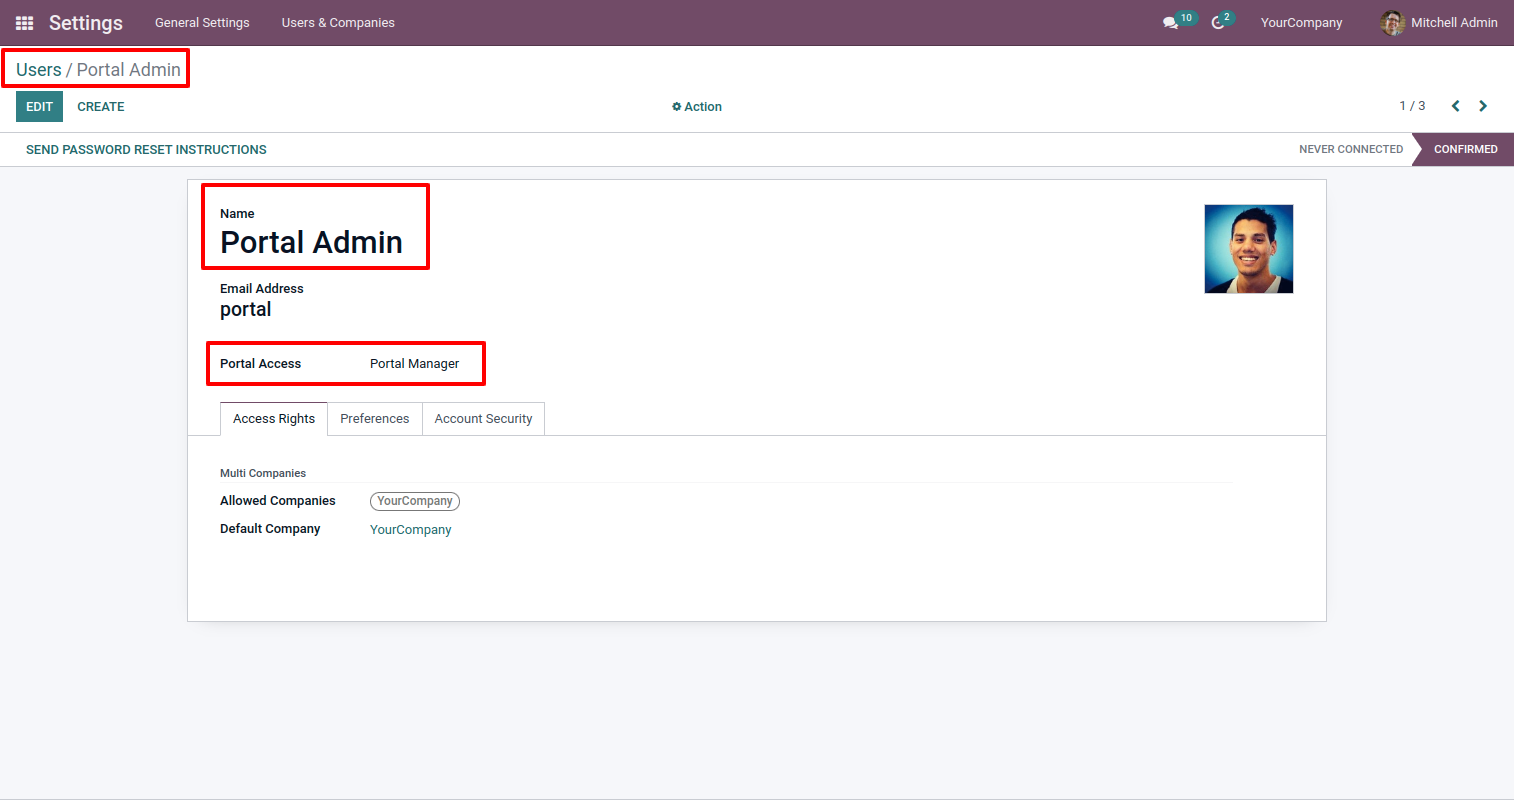 Settings General Settings Users & Companies 10 2 YourCompany Mitchell Admin
Users / Portal Admin
EDIT CREATE Action 1 / 3
SEND PASSWORD RESET INSTRUCTIONS NEVER CONNECTED CONFIRMED
Name
Portal Admin
Email Address
portal
Portal Access Portal Manager
Access Rights Preferences Account Security
Multi Companies
Allowed Companies YourCompany
Default Company YourCompany